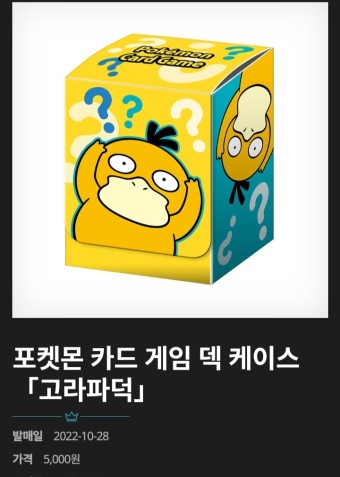 Pokémon
Card Game
포켓몬 카드 게임 덱 케이스
「고라파덕」
발매일 2022-10-28
가격 5,000원